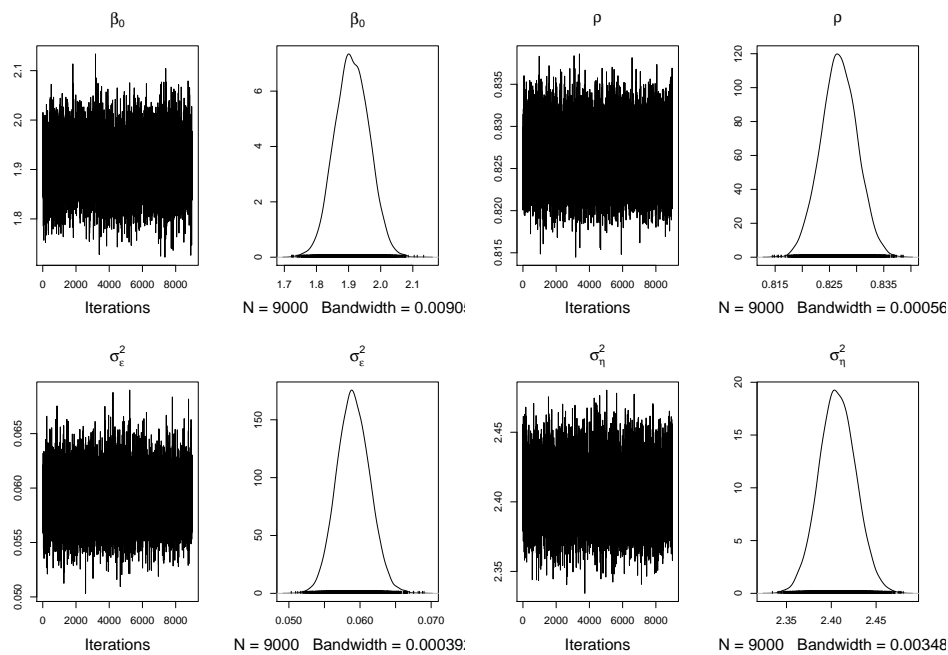 β₀ β₀ ρ ρ
2.1
2.0
1.9
1.8
0 2000 4000 6000 8000
Iterations
6
4
2
0
1.7 1.8 1.9 2.0 2.1
N = 9000 Bandwidth = 0.0090
0.835
0.830
0.825
0.820
0.815
0 2000 4000 6000 8000
Iterations
120
100
80
60
40
20
0
0.815 0.825 0.835
N = 9000 Bandwidth = 0.00056
σ²ε σ²ε σ²η σ²η
0.065
0.060
0.055
0.050
0 2000 4000 6000 8000
Iterations
150
100
50
0
0.050 0.060 0.070
N = 9000 Bandwidth = 0.00039
2.45
2.40
2.35
0 2000 4000 6000 8000
Iterations
20
15
10
5
0
2.35 2.40 2.45
N = 9000 Bandwidth = 0.00348